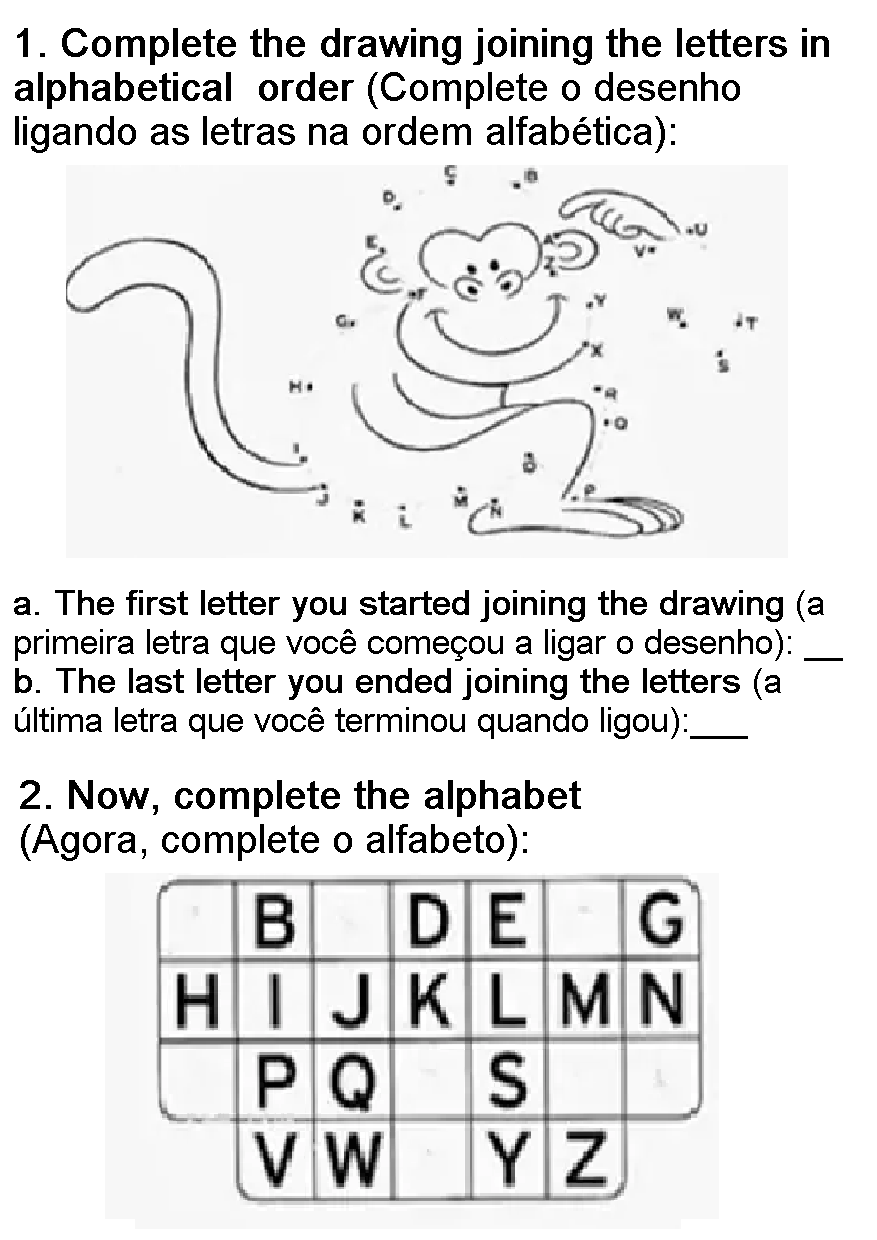 1. Complete the drawing joining the letters in
alphabetical order (Complete o desenho
ligando as letras na ordem alfabética):
C B
D
U
A
E V
Z
F Y
G W T
X
S
H R
Q
I O
J M N P
K L
a. The first letter you started joining the drawing (a
primeira letra que você começou a ligar o desenho): __
b. The last letter you ended joining the letters (a
última letra que você terminou quando ligou):___
2. Now, complete the alphabet
(Agora, complete o alfabeto):
B D E G
H I J K L M N
P Q S
V W Y Z